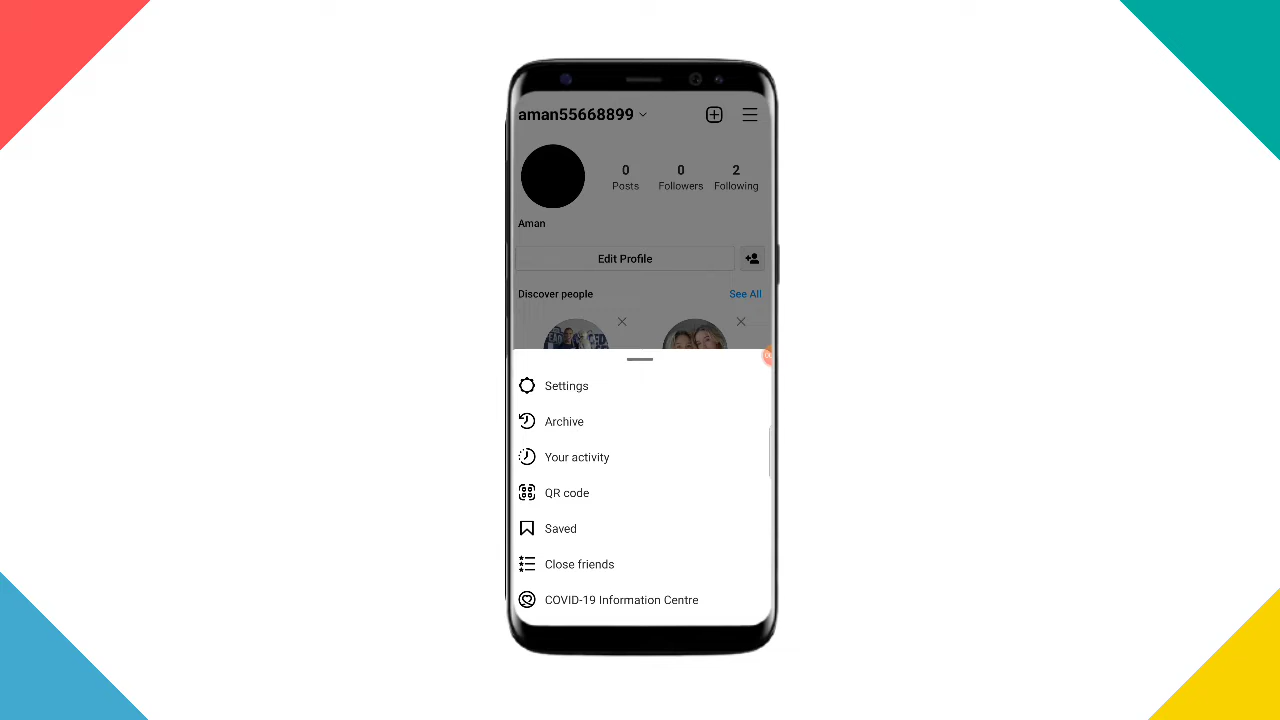 aman55668899
0 0 2
Posts Followers Following
Aman
Edit Profile
Discover people See All
Settings
Archive
Your activity
QR code
Saved
Close friends
COVID-19 Information Centre